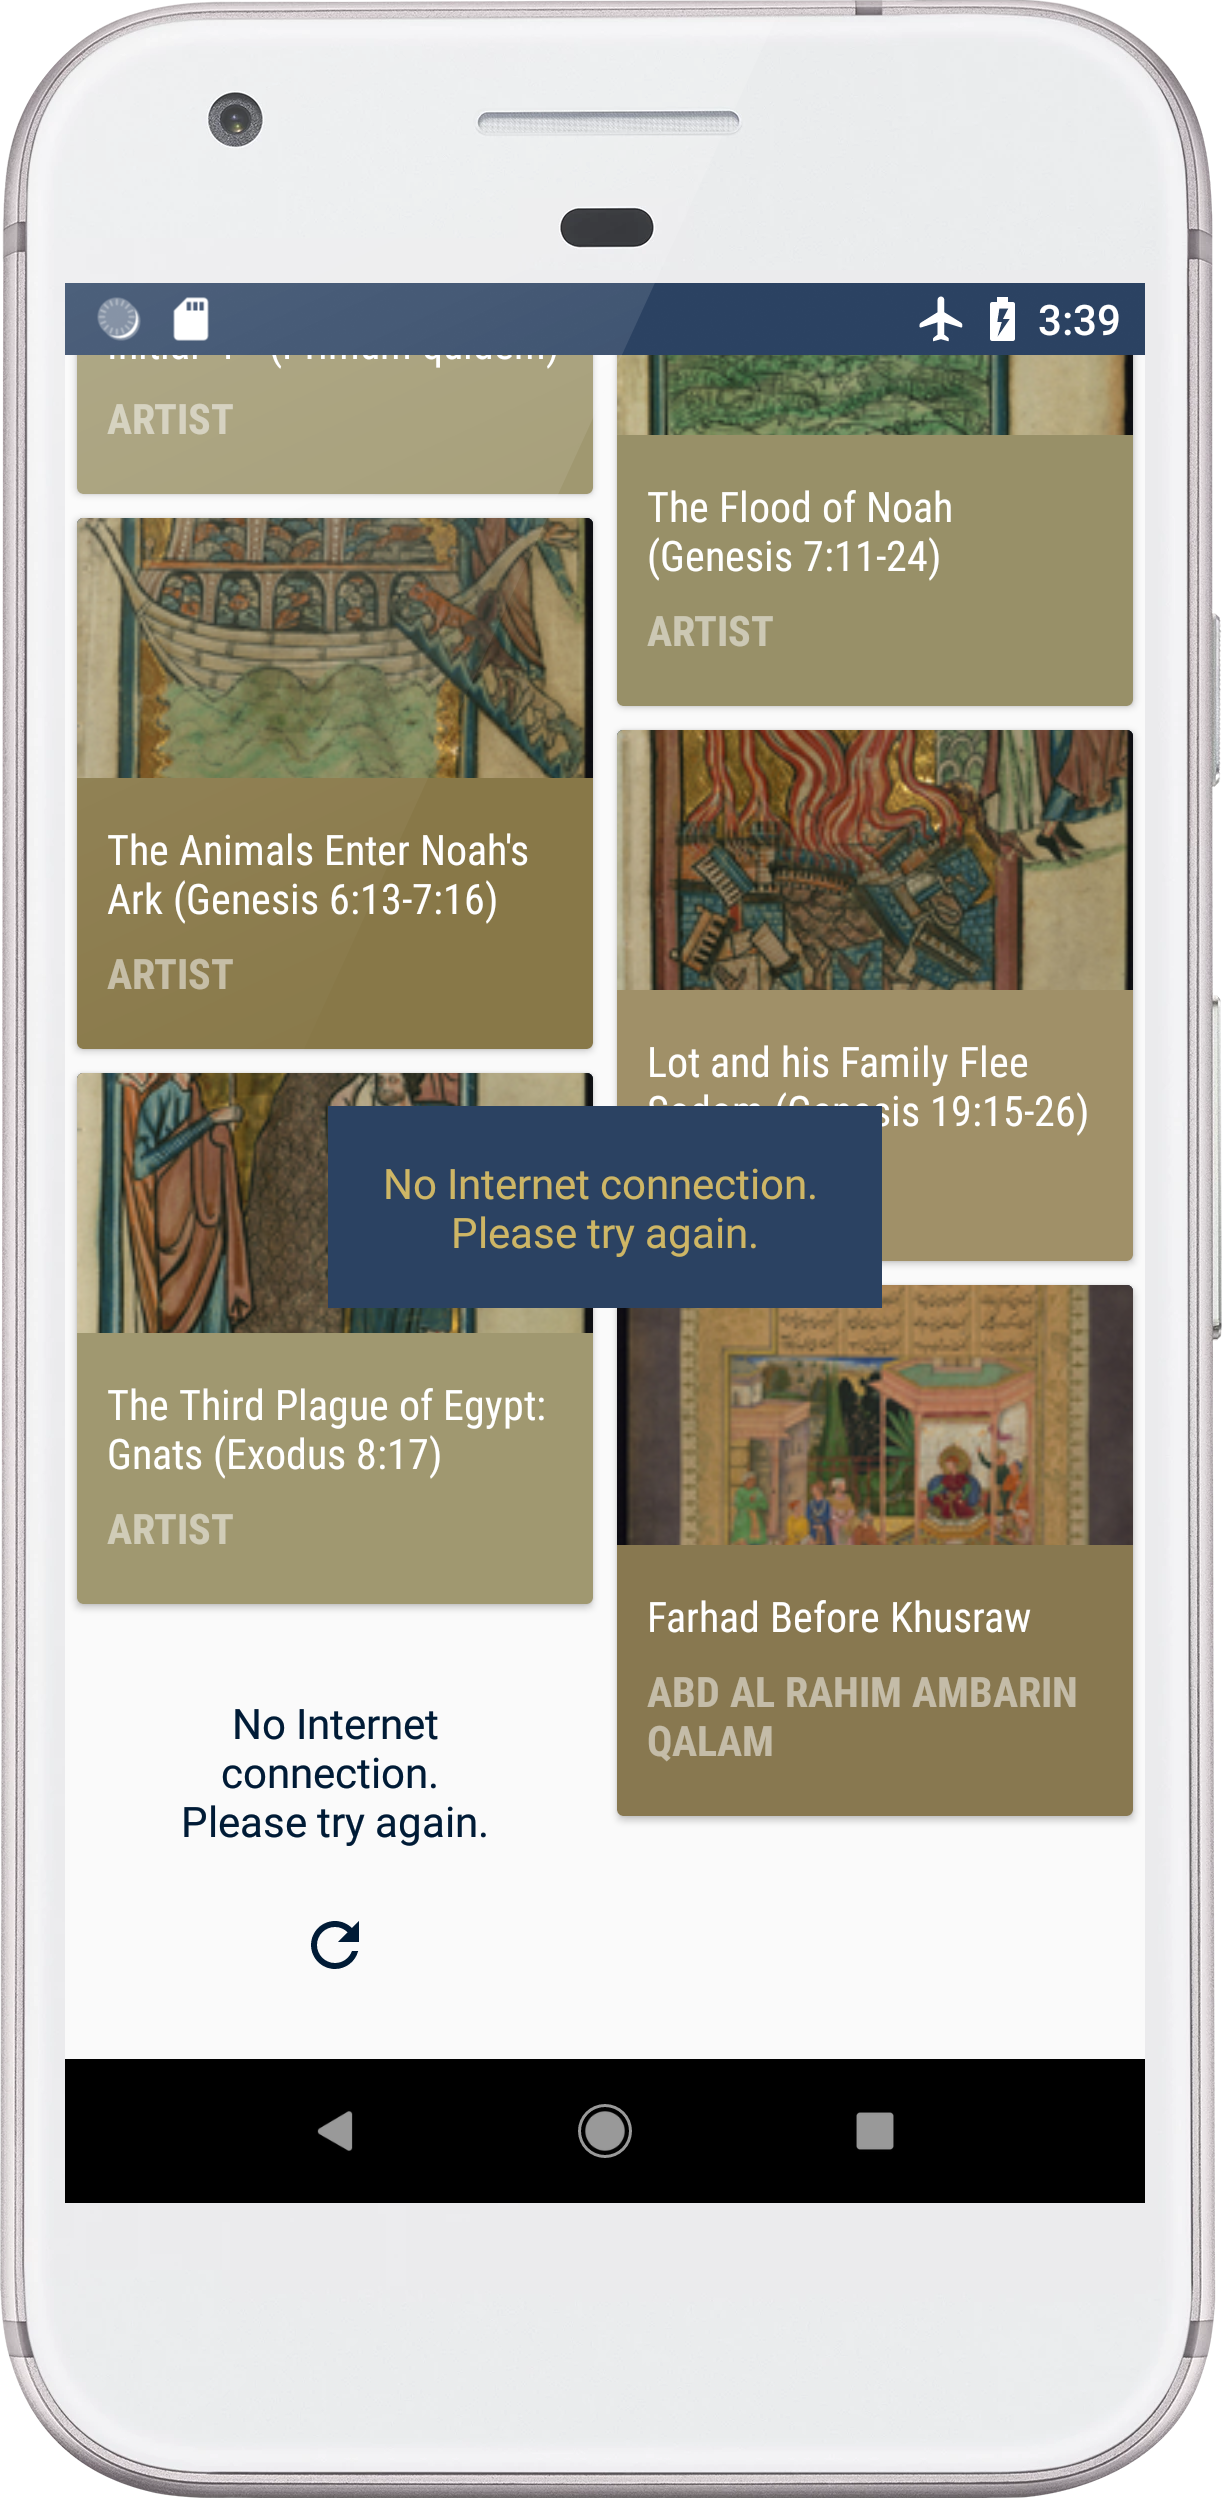 3:39
ARTIST
The Flood of Noah
(Genesis 7:11-24)
ARTIST
The Animals Enter Noah's
Ark (Genesis 6:13-7:16)
ARTIST
Lot and his Family Flee
19:15-26)
No Internet connection.
Please try again.
The Third Plague of Egypt:
Gnats (Exodus 8:17)
ARTIST
Farhad Before Khusraw
ABD AL RAHIM AMBARIN
QALAM
No Internet
connection.
Please try again.